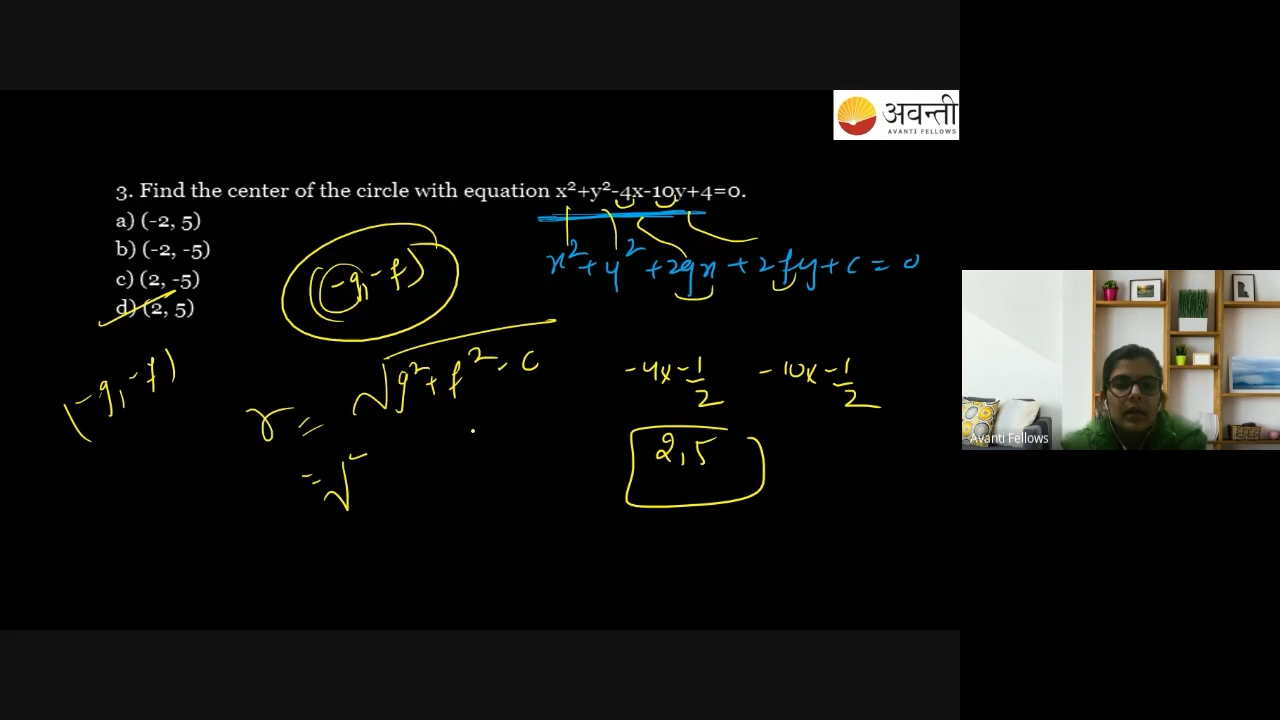 अवन्ती
AVANTI FELLOWS
3. Find the center of the circle with equation x²+y²-4x-10y+4=0.
a) (-2, 5)
b) (-2, -5)
c) (2, -5)
d) (2, 5)
x² + y² + 2gx + 2fy + c = 0
(-g, -f)
(-g, -f)
r = √g² + f² - c
= √
-4x-1/2 -10x-1/2
2,5
Avanti Fellows